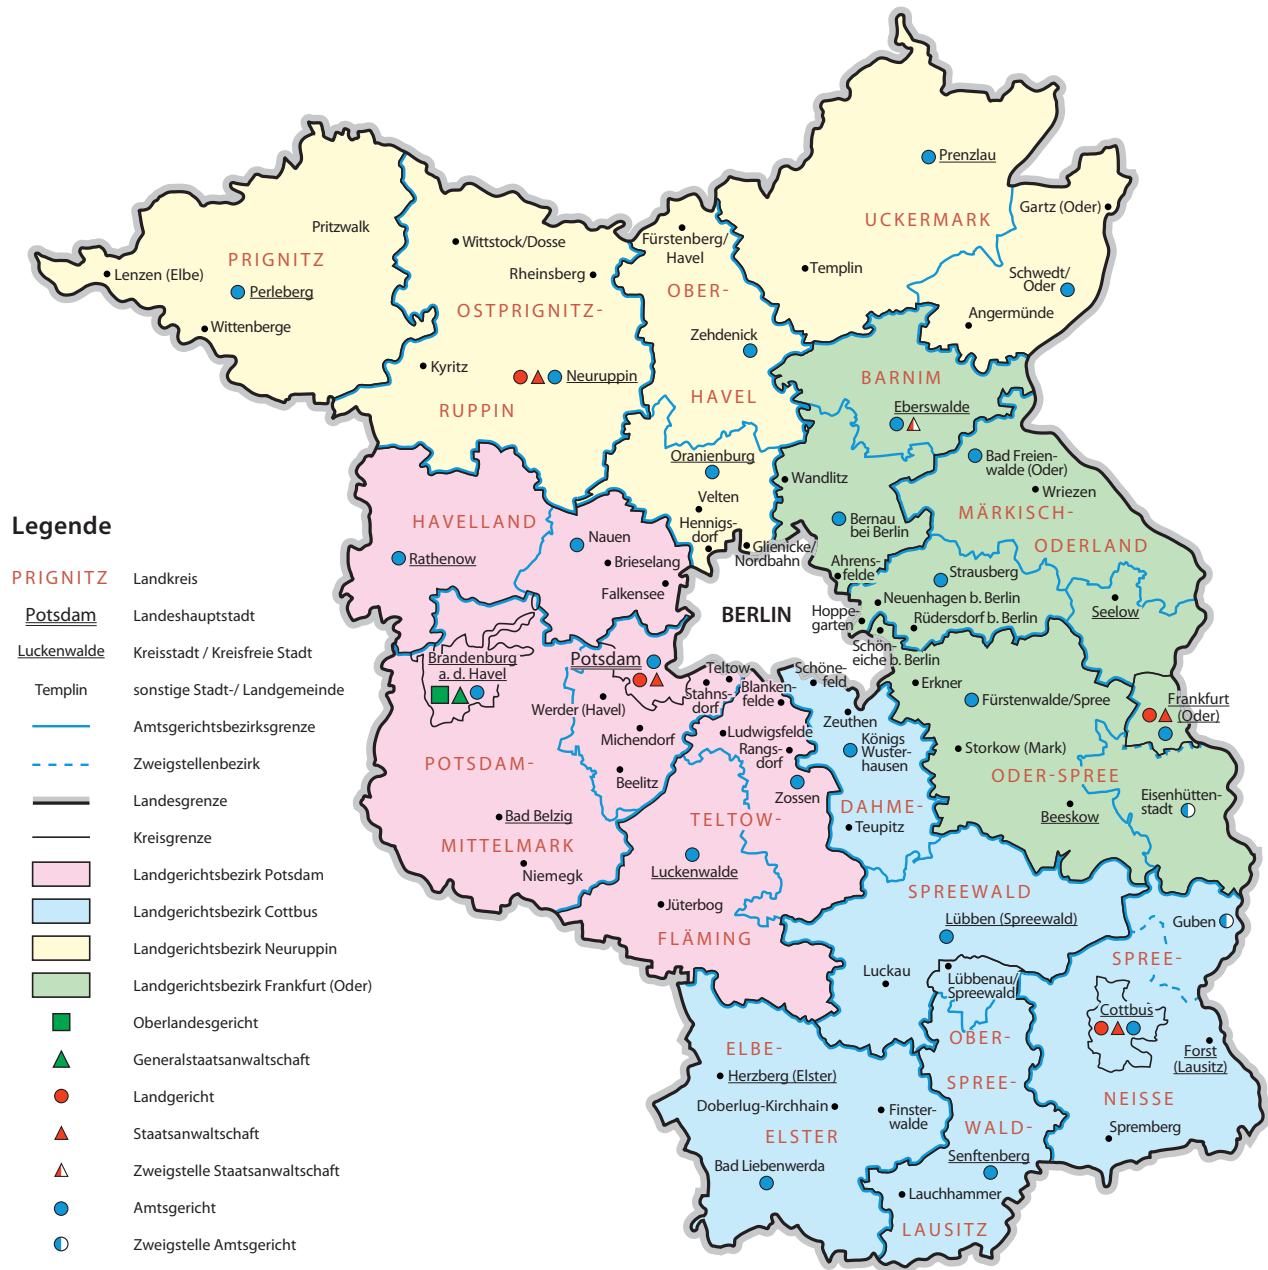 Prenzlau
Gartz (Oder)
UCKERMARK
Pritzwalk
Wittstock/Dosse
Fürstenberg/
Havel
PRIGNITZ
Lenzen (Elbe)
Rheinsberg
Templin
Schwedt/
Oder
Perleberg
OBER-
OSTPRIGNITZ-
Angermünde
Wittenberge
Zehdenick
Kyritz
Neuruppin
BARNIM
HAVEL
RUPPIN
Eberswalde
Oranienburg
Bad Freien-
walde (Oder)
Wandlitz
Wriezen
Velten
MÄRKISCH-
Hennigs-
dorf
Bernau
bei Berlin
HAVELLAND
Nauen
Glienicke/
Nordbahn
ODERLAND
Rathenow
Brieselang
Ahrens-
felde
Strausberg
Falkensee
Neuenhagen b. Berlin
Seelow
BERLIN
Hoppe-
garten
Rüdersdorf b. Berlin
Schön-
eiche b. Berlin
Brandenburg
a. d. Havel
Potsdam
Teltow
Schöne-
feld
Stahns-
dorf
Blanken-
felde
Erkner
Fürstenwalde/Spree
Frankfurt
(Oder)
Werder (Havel)
Zeuthen
Michendorf
Ludwigsfelde
Rangs-
dorf
Königs
Wuster-
hausen
Storkow (Mark)
POTSDAM-
ODER-SPREE
Beelitz
Zossen
Eisenhütten-
stadt
DAHME-
Bad Belzig
TELTOW-
Teupitz
Beeskow
MITTELMARK
Niemegk
Luckenwalde
SPREEWALD
Jüterbog
Lübben (Spreewald)
Guben
FLÄMING
SPREE-
Luckau
Lübbenau/
Spreewald
Cottbus
ELBE-
OBER-
Forst
(Lausitz)
Herzberg (Elster)
SPREE-
Doberlug-Kirchhain
Finster-
walde
NEISSE
ELSTER
WALD-
Spremberg
Bad Liebenwerda
Senftenberg
Lauchhammer
LAUSITZ
Legende
PRIGNITZ Landkreis
Potsdam Landeshauptstadt
Luckenwalde Kreisstadt / Kreisfreie Stadt
Templin sonstige Stadt-/ Landgemeinde
Amtsgerichtsbezirksgrenze
Zweigstellenbezirk
Landesgrenze
Kreisgrenze
Landgerichtsbezirk Potsdam
Landgerichtsbezirk Cottbus
Landgerichtsbezirk Neuruppin
Landgerichtsbezirk Frankfurt (Oder)
Oberlandesgericht
Generalstaatsanwaltschaft
Landgericht
Staatsanwaltschaft
Zweigstelle Staatsanwaltschaft
Amtsgericht
Zweigstelle Amtsgericht